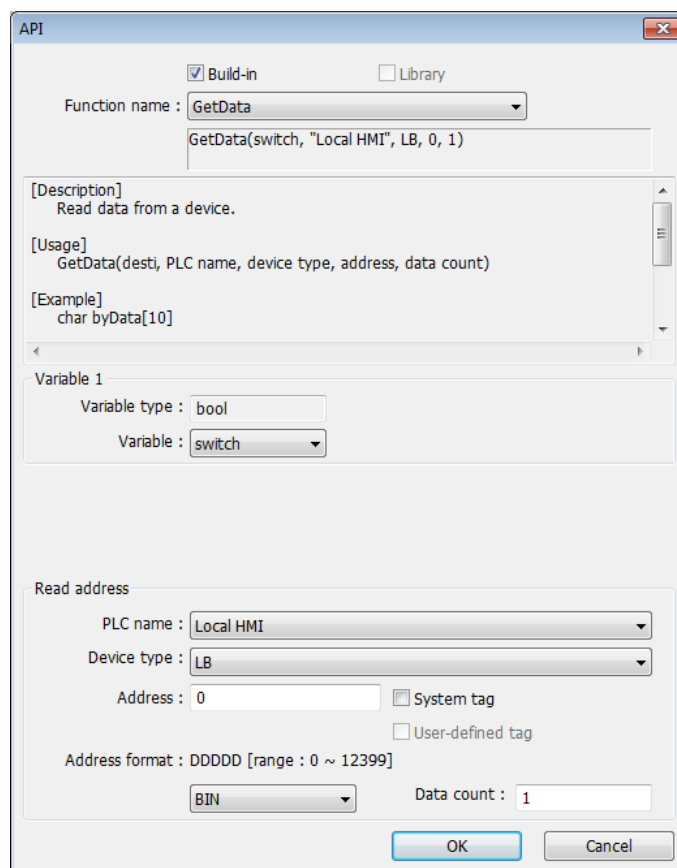 API
Build-in Library
Function name : GetData
GetData(switch, "Local HMI", LB, 0, 1)
[Description]
Read data from a device.
[Usage]
GetData(desti, PLC name, device type, address, data count)
[Example]
char byData[10]
Variable 1
Variable type : bool
Variable : switch
Read address
PLC name : Local HMI
Device type : LB
Address : 0 System tag
User-defined tag
Address format : DDDDD [range : 0 ~ 12399]
BIN Data count : 1
OK Cancel